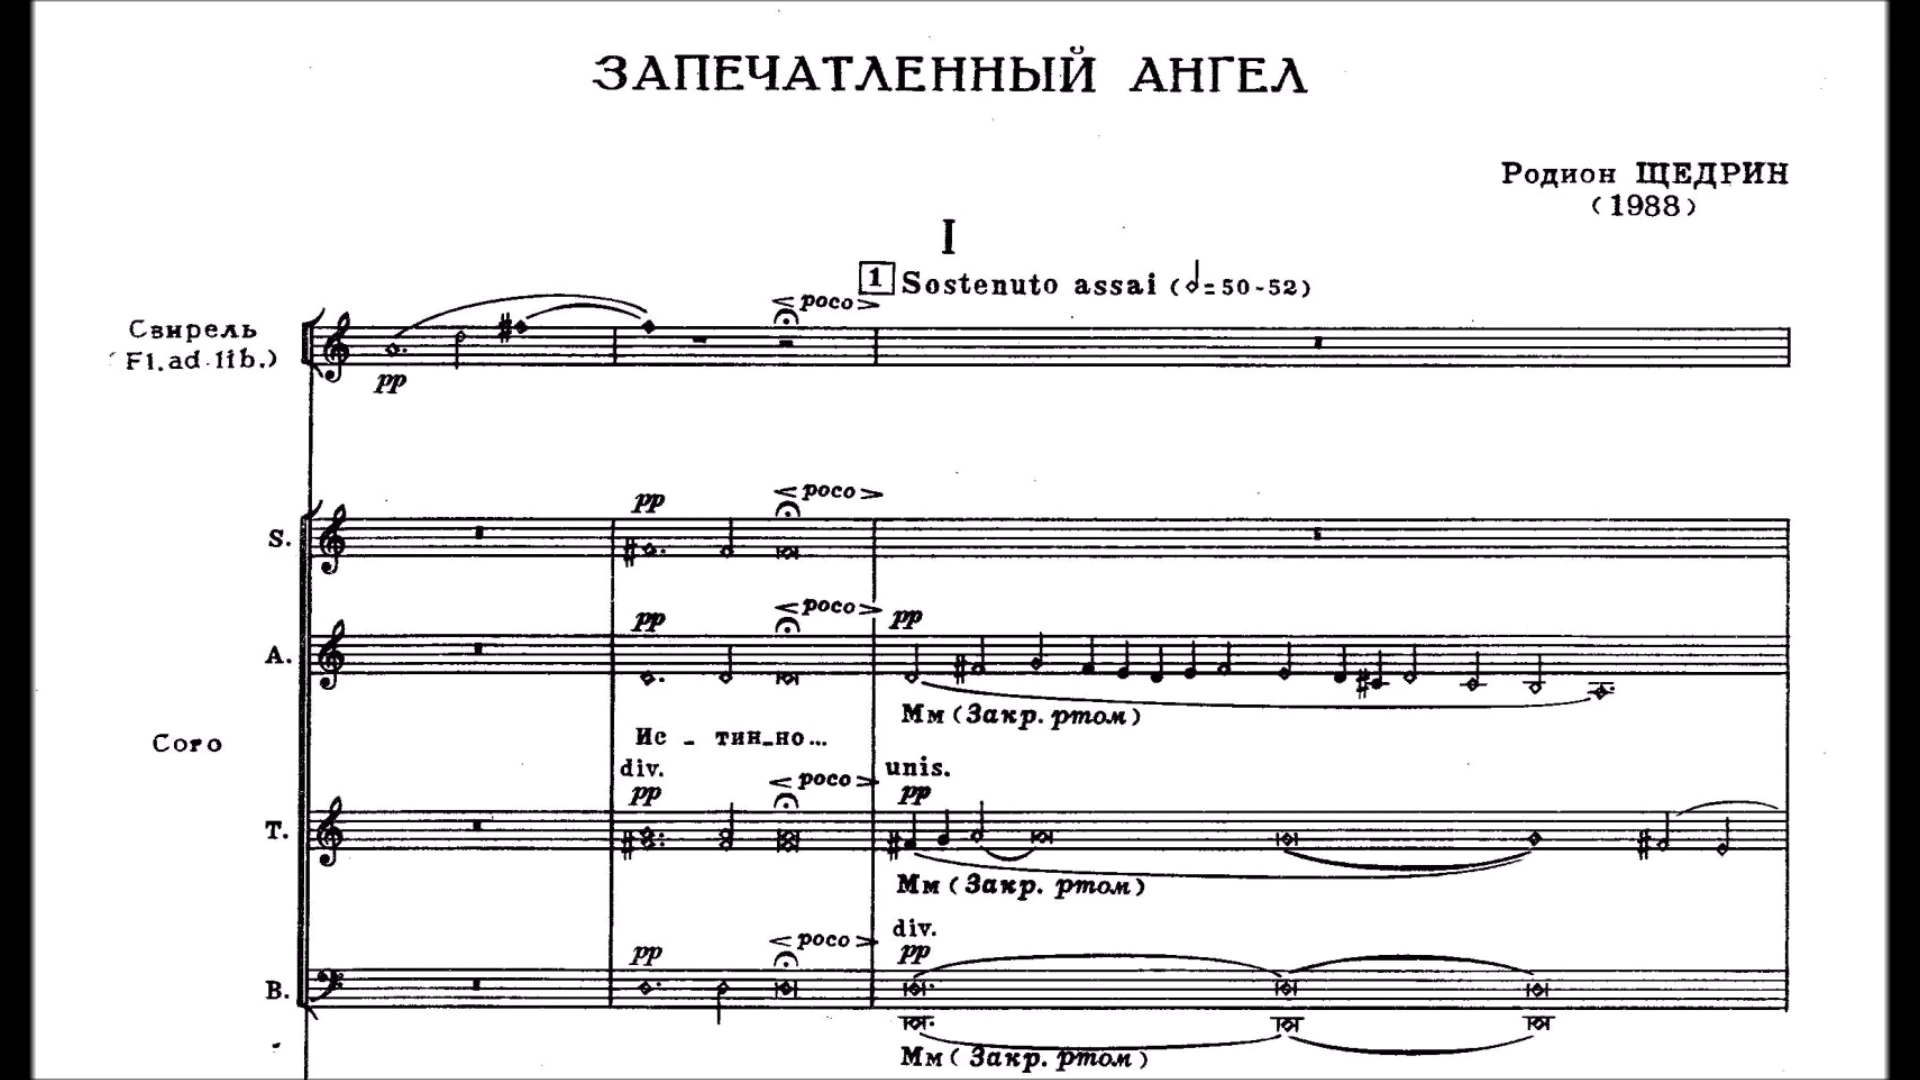 ЗАПЕЧАТЛЕННЫЙ АНГЕЛ
Родион ЩЕДРИН
(1988)
I
1 Sostenuto assai (𝅗𝅥=50-52)
Свирель
(Fl.ad lib.)
<poco>
pp
pp
<poco>
S.
pp
<poco>
pp
A.
Мм (Закр. ртом)
Ис - тин-но...
Coro
div.
<poco>
unis.
pp
pp
T.
Мм (Закр. ртом)
div.
pp
<poco>
pp
B.
Мм (Закр. ртом)